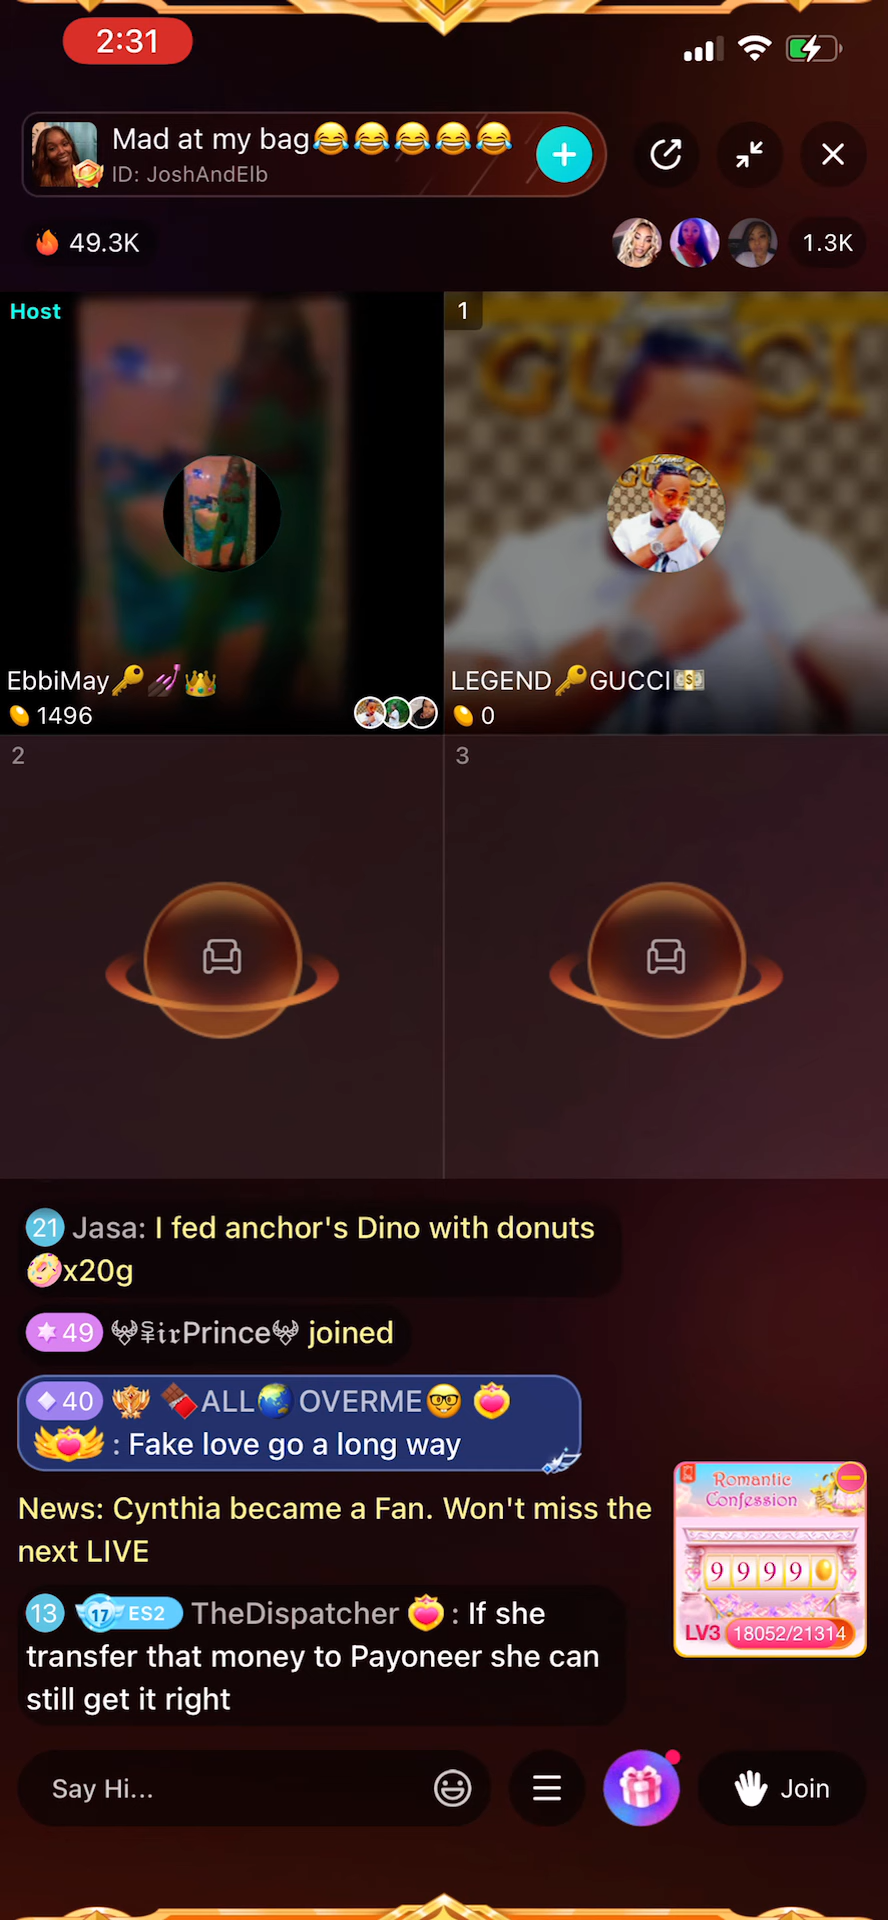 2:31
Mad at my bag😂😂😂😂😂
ID: JoshAndElb
49.3K
1.3K
Host
1
GUCCI
Legend
GUCCI
EbbiMay🔑💅🏿👑
1496
LEGEND🔑GUCCI💵
0
2
3
21 Jasa: I fed anchor's Dino with donuts
🍩x20g
49 Prince joined
40 🍫ALL🌏OVERME🤓
: Fake love go a long way
News: Cynthia became a Fan. Won't miss the
next LIVE
Romantic
Confession
9 9 9 9
LV3 18052/21314
13 17 ES2 TheDispatcher : If she
transfer that money to Payoneer she can
still get it right
Say Hi...
Join